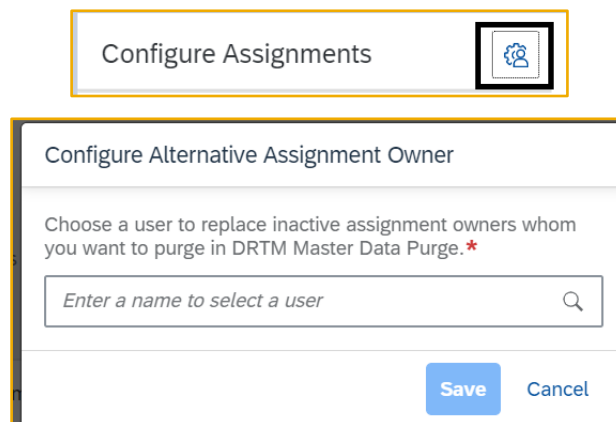 Configure Assignments
Configure Alternative Assignment Owner
Choose a user to replace inactive assignment owners whom
you want to purge in DRTM Master Data Purge.*
Enter a name to select a user
Save Cancel